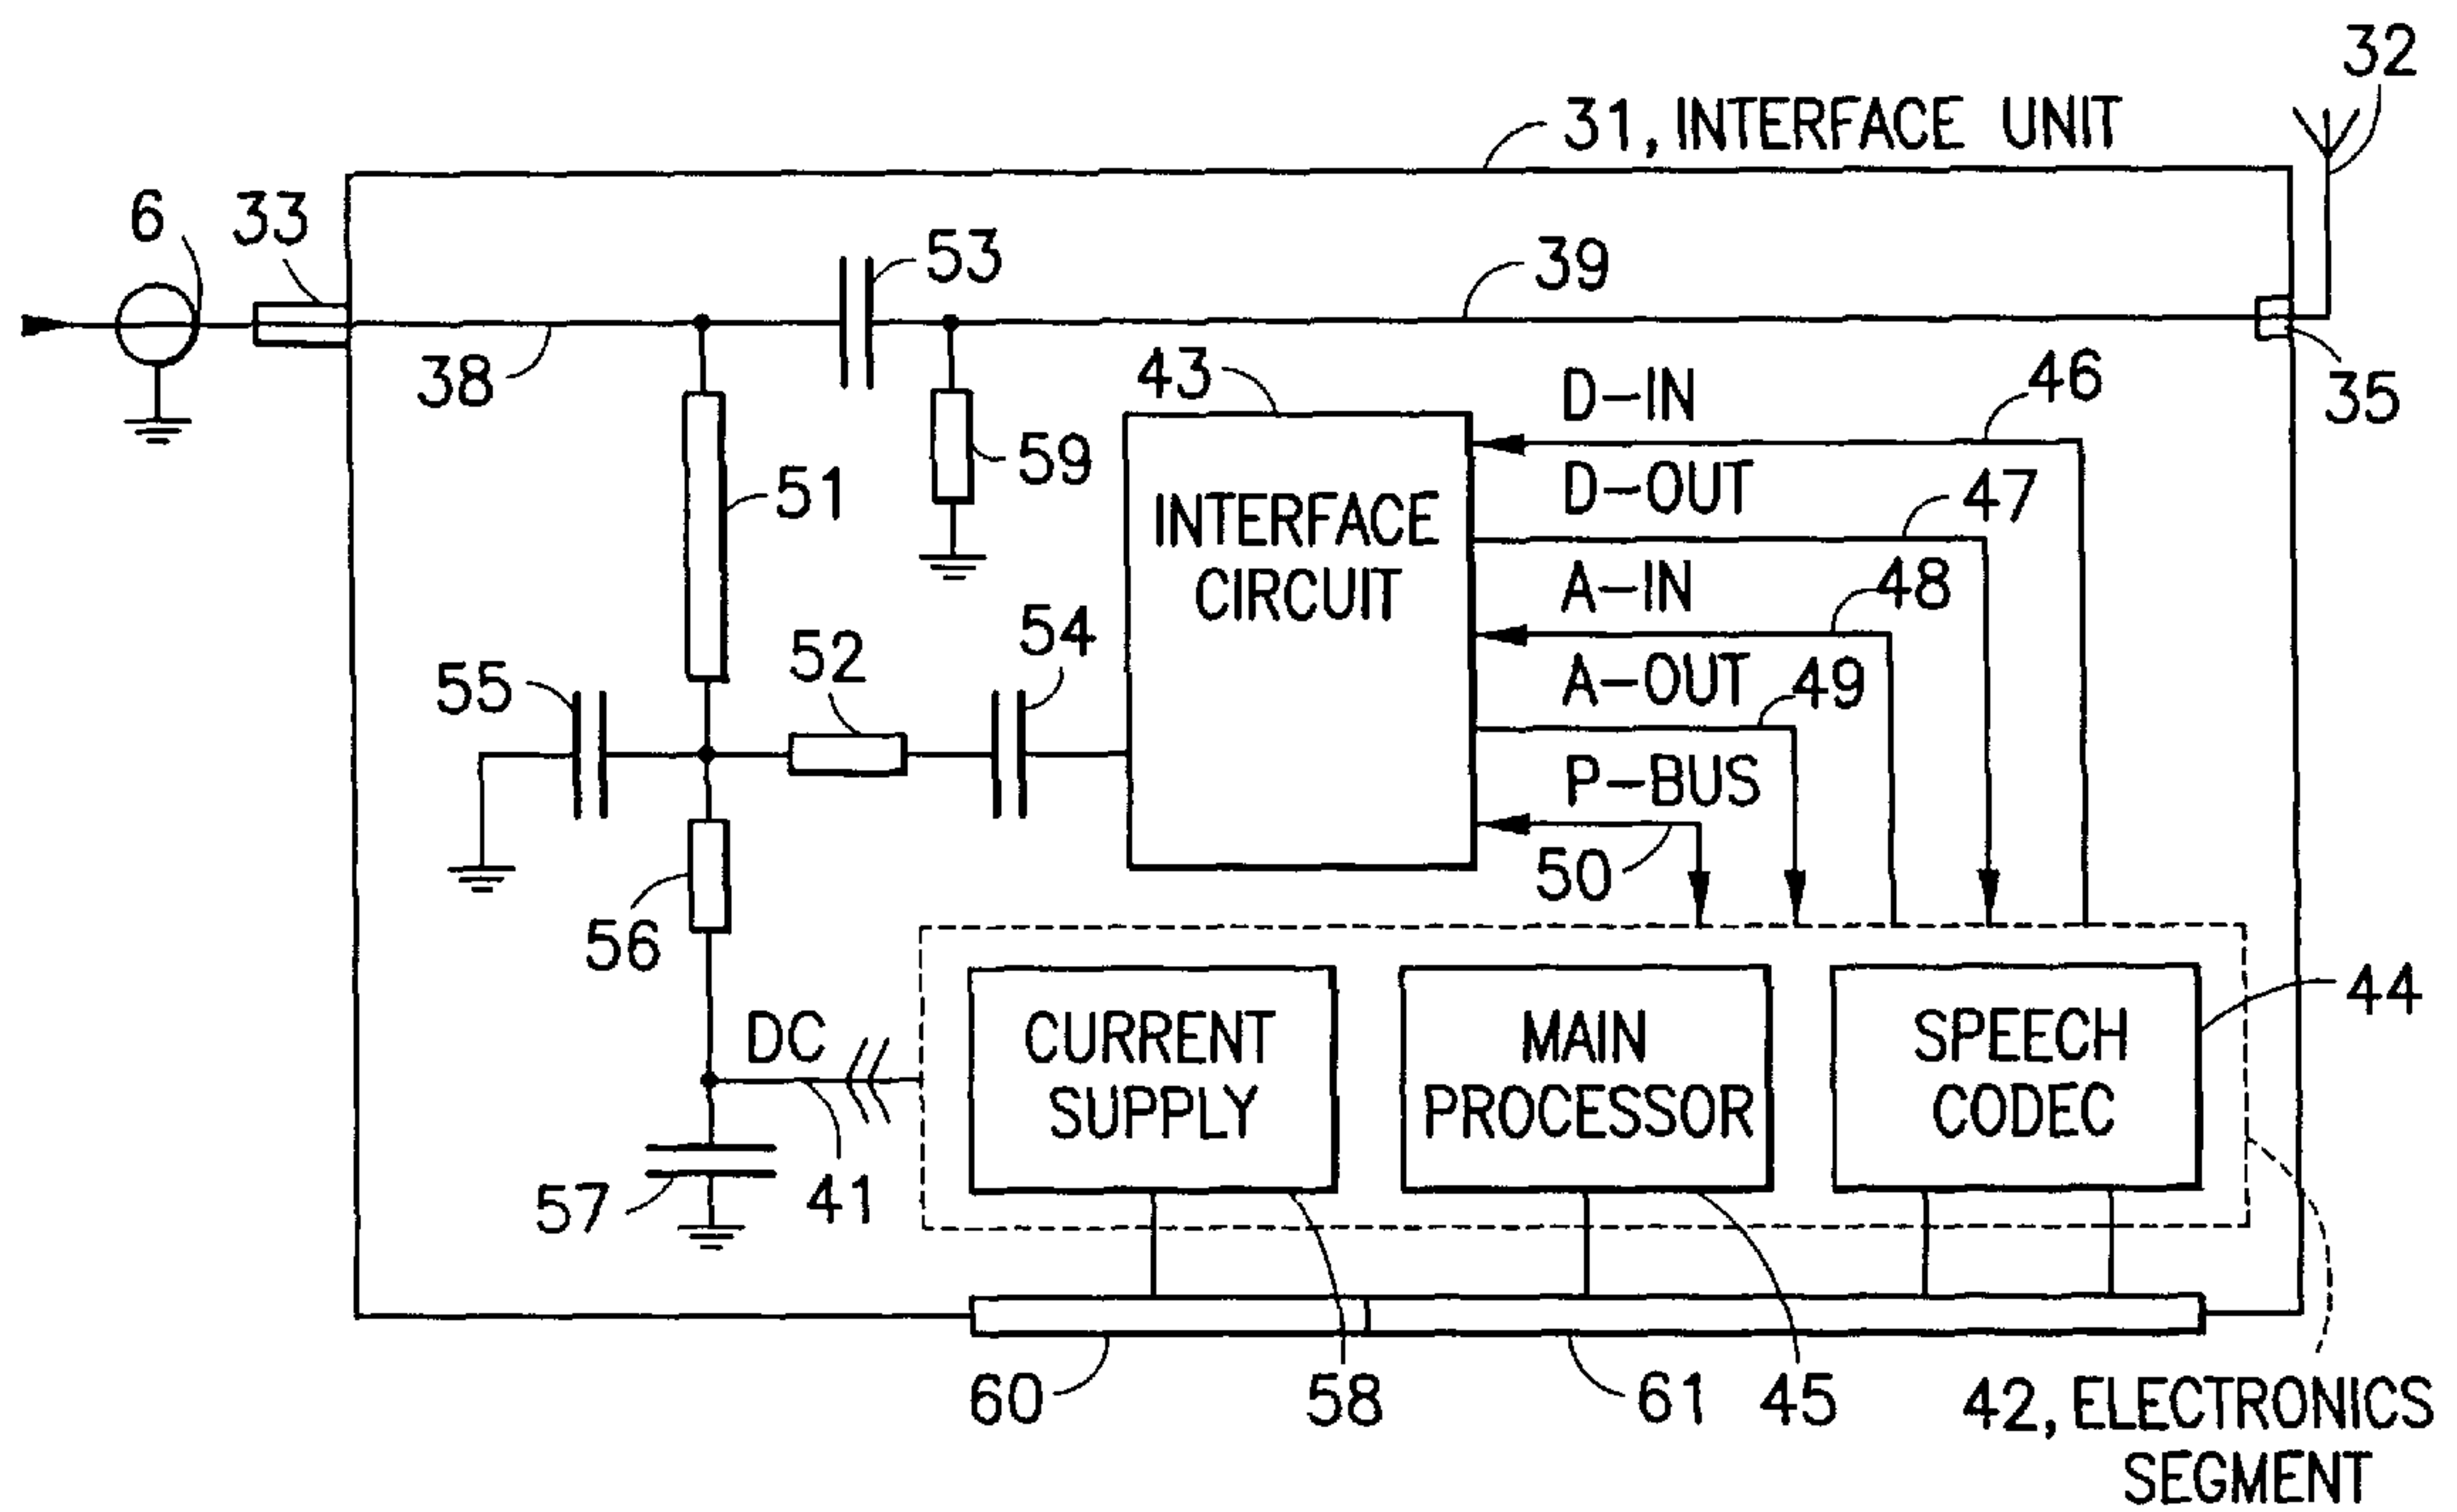 32
31, INTERFACE UNIT
6
33
53
39
38
43
D-IN
46
35
59
51
D-OUT
47
INTERFACE
CIRCUIT
A-IN
48
54
52
55
A-OUT
49
P-BUS
50
56
44
DC
CURRENT
SUPPLY
MAIN
PROCESSOR
SPEECH
CODEC
57
41
60
58
61
45
42, ELECTRONICS
SEGMENT